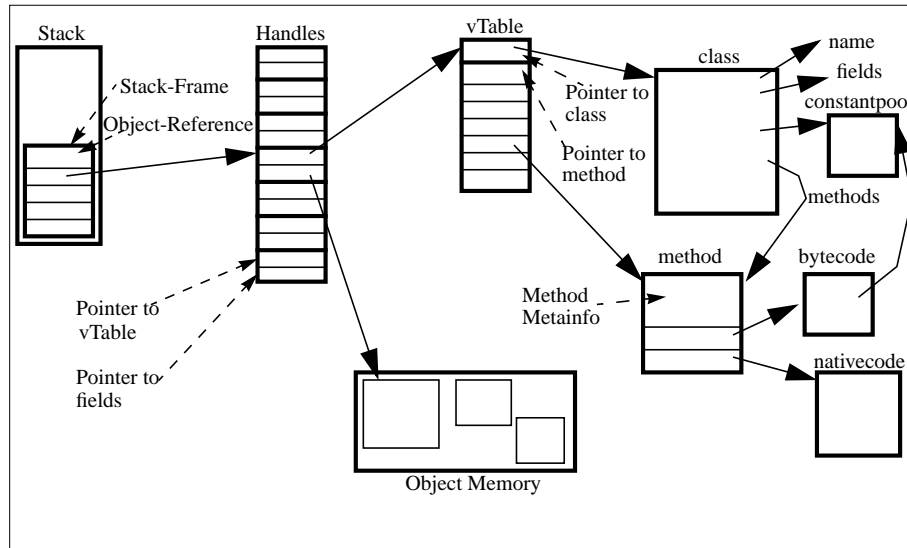 Stack
Handles
vTable
name
class
fields
Stack-Frame
Pointer to
class
constantpoo
Object-Reference
Pointer to
method
methods
method
bytecode
Method
Metainfo
Pointer to
vTable
nativecode
Pointer to
fields
Object Memory